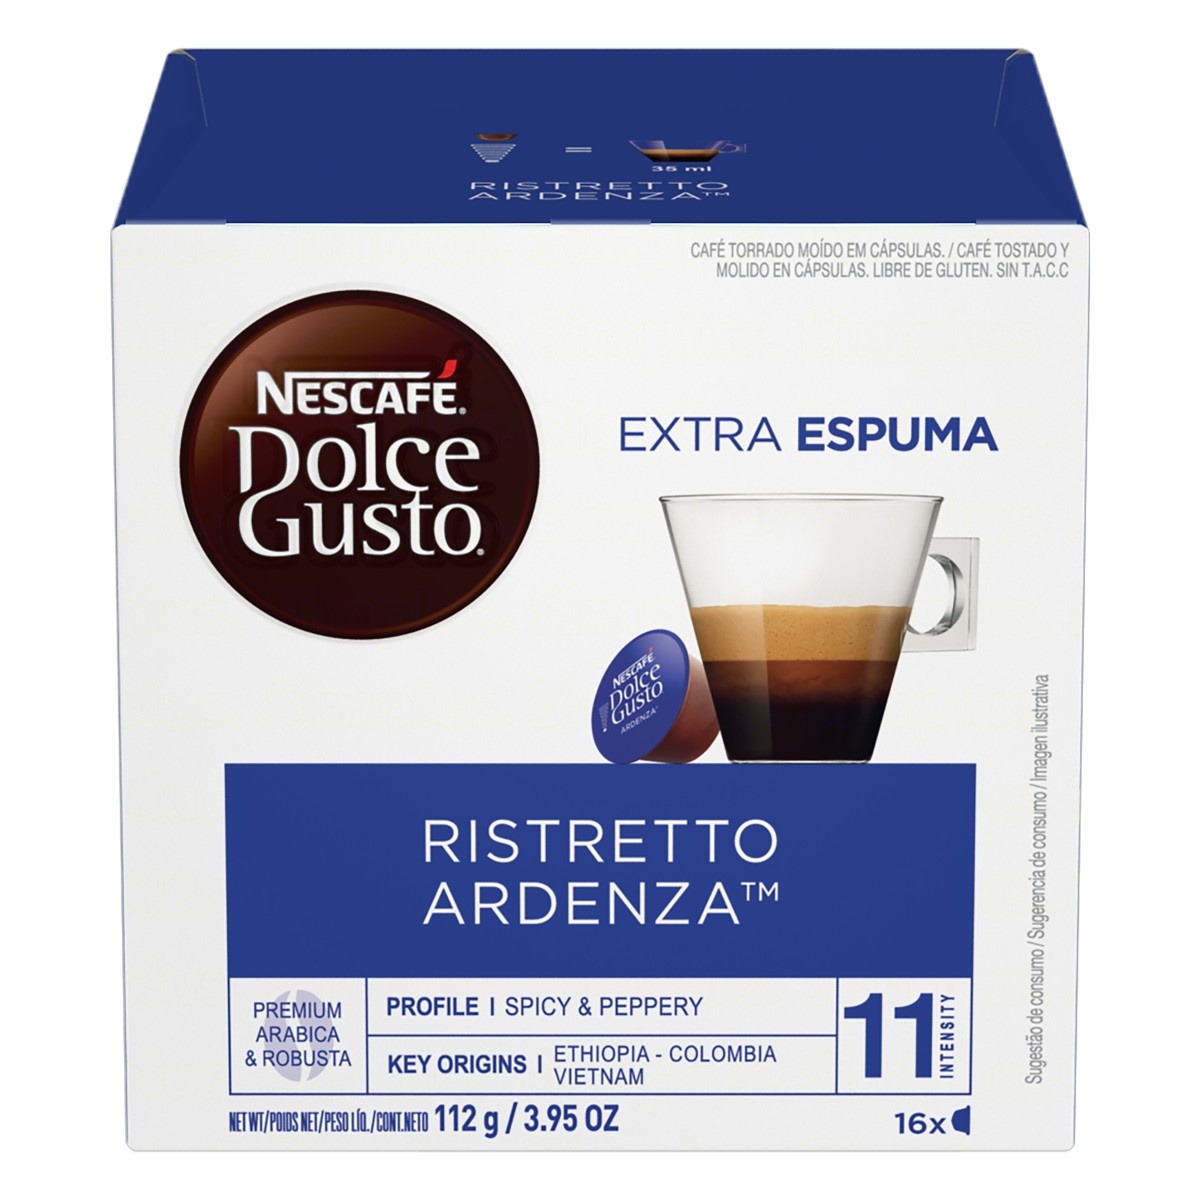 =
35 ml
RISTRETTO
ARDENZA™
CAFÉ TORRADO MOÍDO EM CÁPSULAS. / CAFÉ TOSTADO Y
MOLIDO EN CÁPSULAS. LIBRE DE GLUTEN. SIN T.A.C.C
NESCAFÉ®
Dolce
Gusto®
EXTRA ESPUMA
NESCAFÉ
Dolce
Gusto
ARDENZA™
Sugestão de consumo / Sugerencia de consumo / Imagen ilustrativa
RISTRETTO
ARDENZA™
PREMIUM
ARABICA
& ROBUSTA
PROFILE | SPICY & PEPPERY
KEY ORIGINS | ETHIOPIA - COLOMBIA
VIETNAM
11 INTENSITY
NET WT/POIDS NET/PESO LÍQ./CONT.NETO 112 g / 3.95 OZ
16x